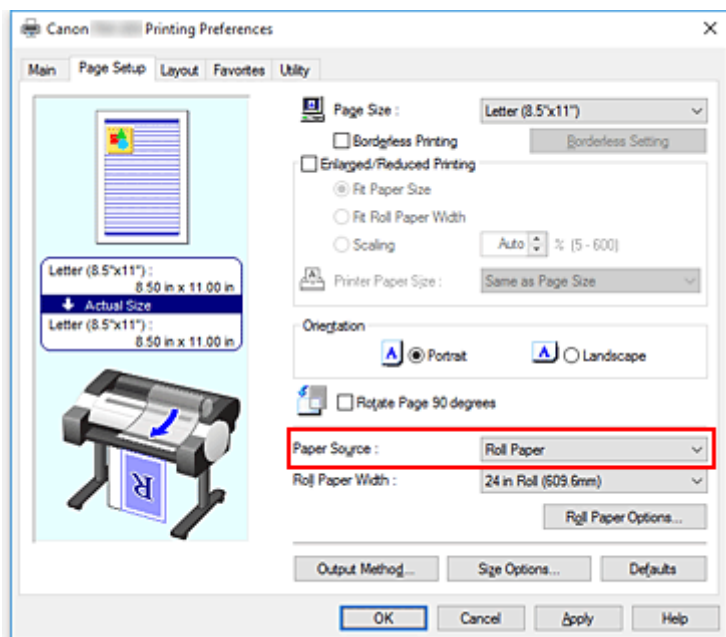 Canon Printing Preferences
Main Page Setup Layout Favorites Utility
Page Size : Letter (8.5"x11")
Borderless Printing Borderless Setting
Enlarged/Reduced Printing
Fit Paper Size
Fit Roll Paper Width
Scaling Auto % (5 - 600)
Printer Paper Size : Same as Page Size
Letter (8.5"x11") :
8.50 in x 11.00 in
Actual Size
Letter (8.5"x11") :
8.50 in x 11.00 in
Orientation
A Portrait A Landscape
Rotate Page 90 degrees
R
Paper Source : Roll Paper
Roll Paper Width : 24 in Roll (609.6mm)
Roll Paper Options...
Output Method... Size Options... Defaults
OK Cancel Apply Help